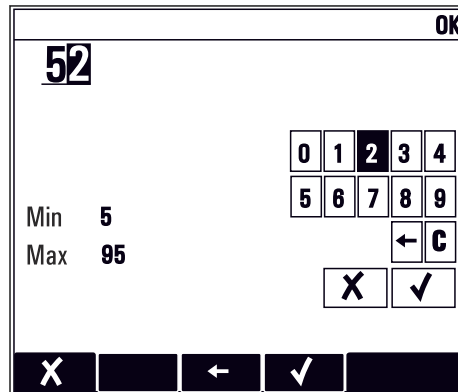 OK
52
0 1 2 3 4
5 6 7 8 9
Min 5
← C
Max 95
X ✓
X ← ✓